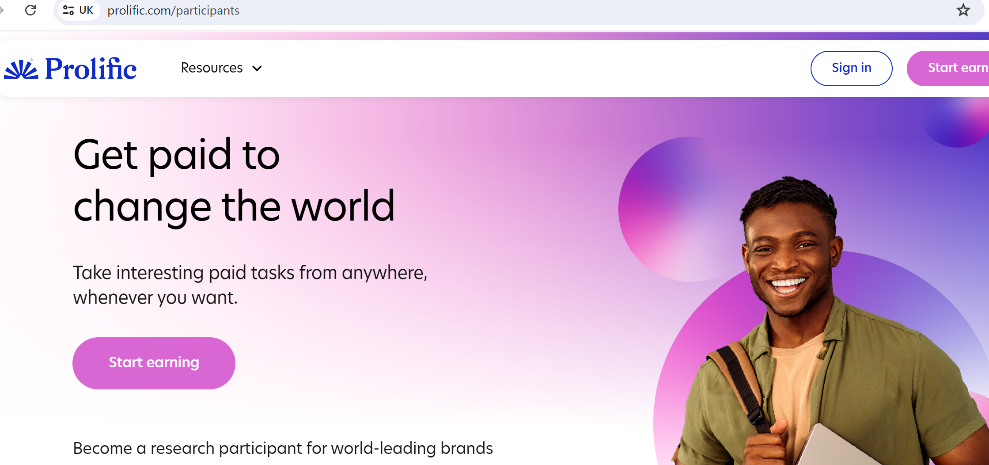 UK prolific.com/participants
Prolific Resources Sign in Start earn
Get paid to
change the world
Take interesting paid tasks from anywhere,
whenever you want.
Start earning
Become a research participant for world-leading brands